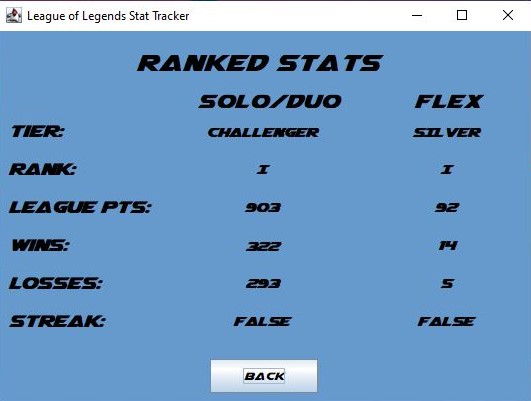 League of Legends Stat Tracker
RANKED STATS
SOLO/DUO FLEX
TIER: CHALLENGER SILVER
RANK: I I
LEAGUE PTS: 903 92
WINS: 322 14
LOSSES: 293 5
STREAK: FALSE FALSE
BACK